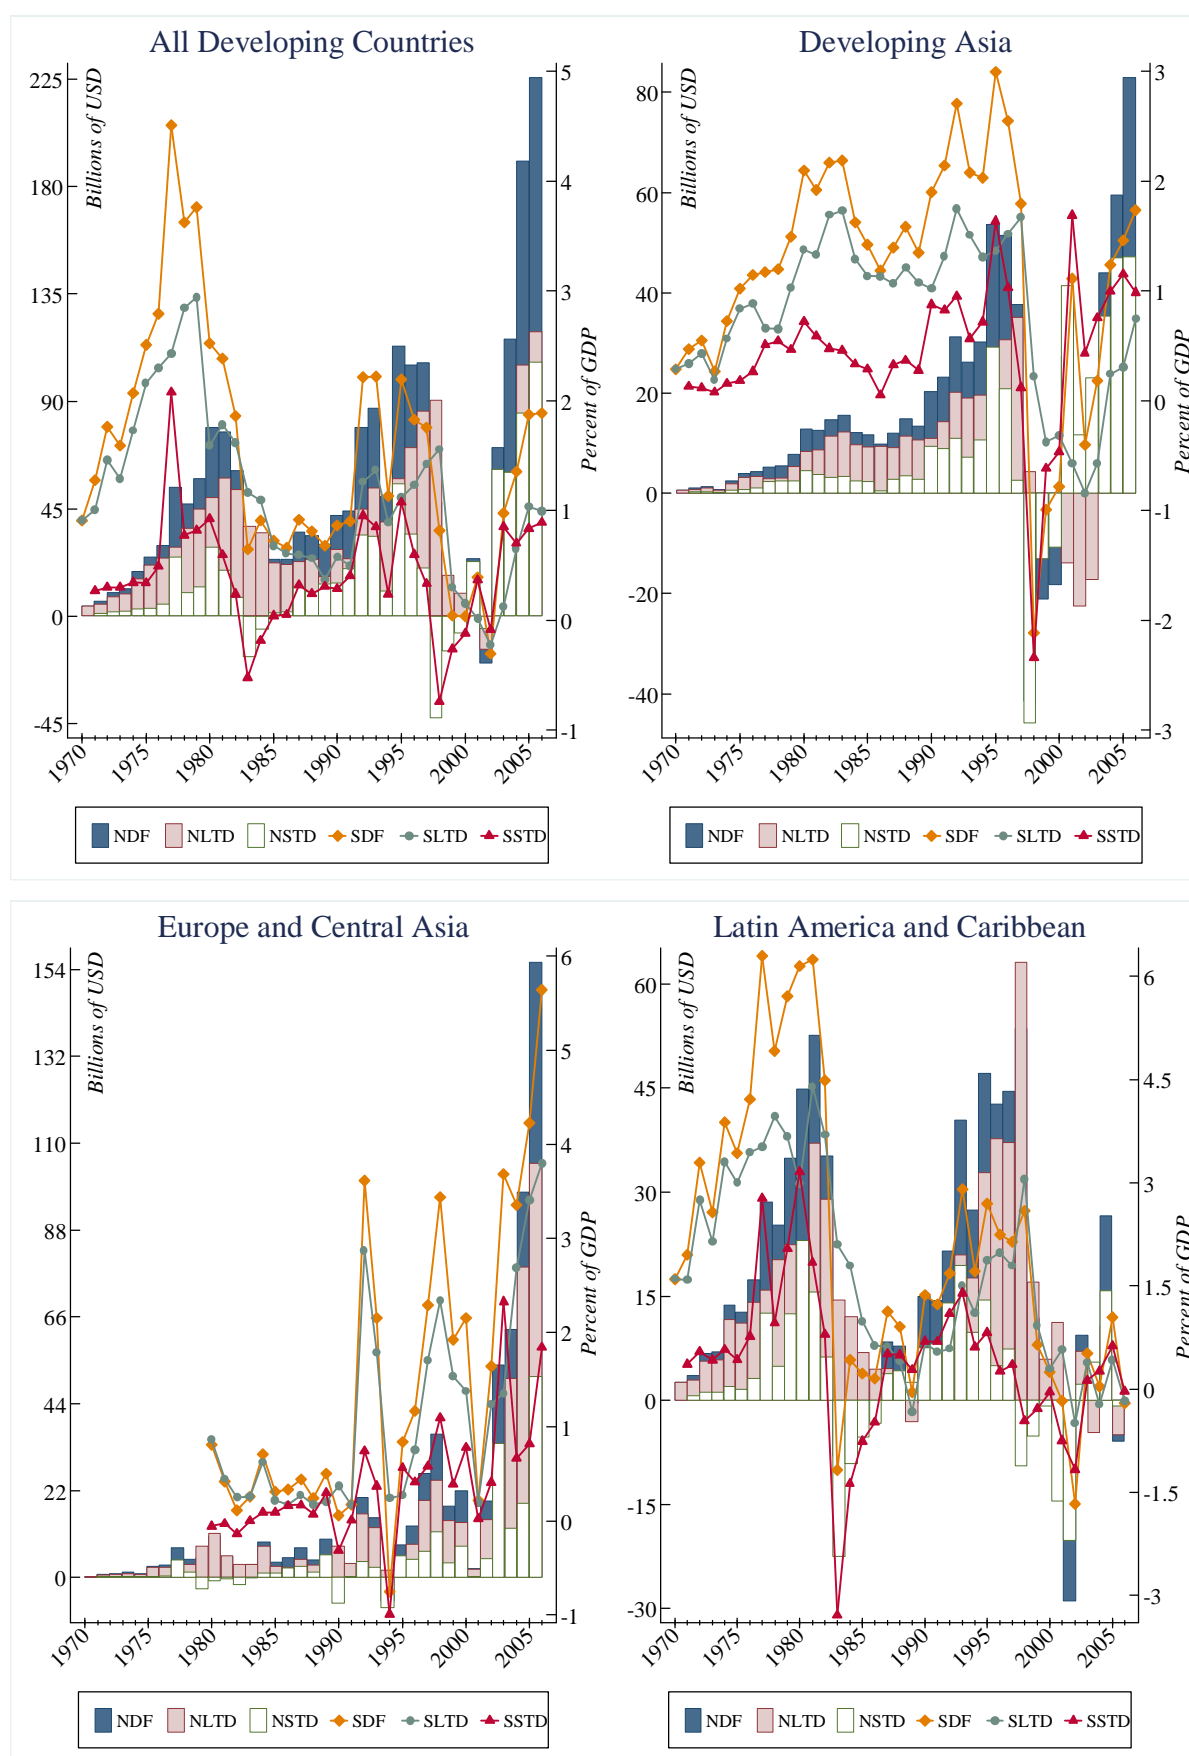 All Developing Countries
Billions of USD
225
180
135
90
45
0
-45
5
4
3
2
1
0
-1
Percent of GDP
1970 1975 1980 1985 1990 1995 2000 2005
NDF NLTD NSTD SDF SLTD SSTD
Developing Asia
Billions of USD
80
60
40
20
0
-20
-40
3
2
1
0
-1
-2
-3
Percent of GDP
1970 1975 1980 1985 1990 1995 2000 2005
NDF NLTD NSTD SDF SLTD SSTD
Europe and Central Asia
Billions of USD
154
132
110
88
66
44
22
0
6
5
4
3
2
1
0
-1
Percent of GDP
1970 1975 1980 1985 1990 1995 2000 2005
NDF NLTD NSTD SDF SLTD SSTD
Latin America and Caribbean
Billions of USD
60
45
30
15
0
-15
-30
6
4.5
3
1.5
0
-1.5
-3
Percent of GDP
1970 1975 1980 1985 1990 1995 2000 2005
NDF NLTD NSTD SDF SLTD SSTD